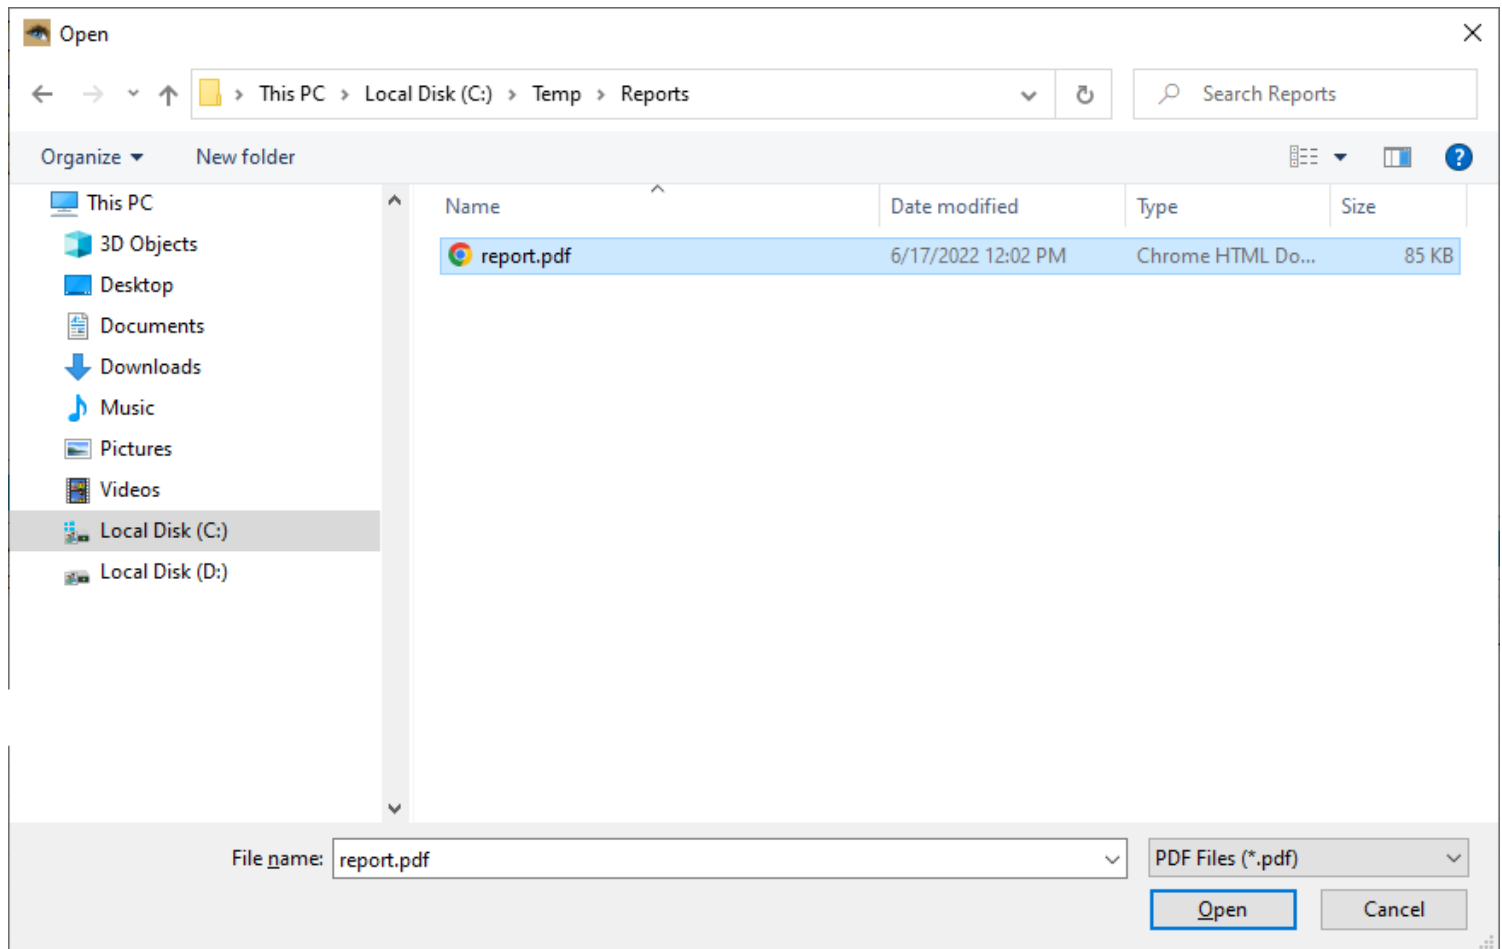 Open
This PC > Local Disk (C:) > Temp > Reports
Search Reports
Organize
New folder
?
This PC
3D Objects
Desktop
Documents
Downloads
Music
Pictures
Videos
Local Disk (C:)
Local Disk (D:)
Name Date modified Type Size
report.pdf 6/17/2022 12:02 PM Chrome HTML Do... 85 KB
File name: report.pdf
PDF Files (*.pdf)
Open
Cancel